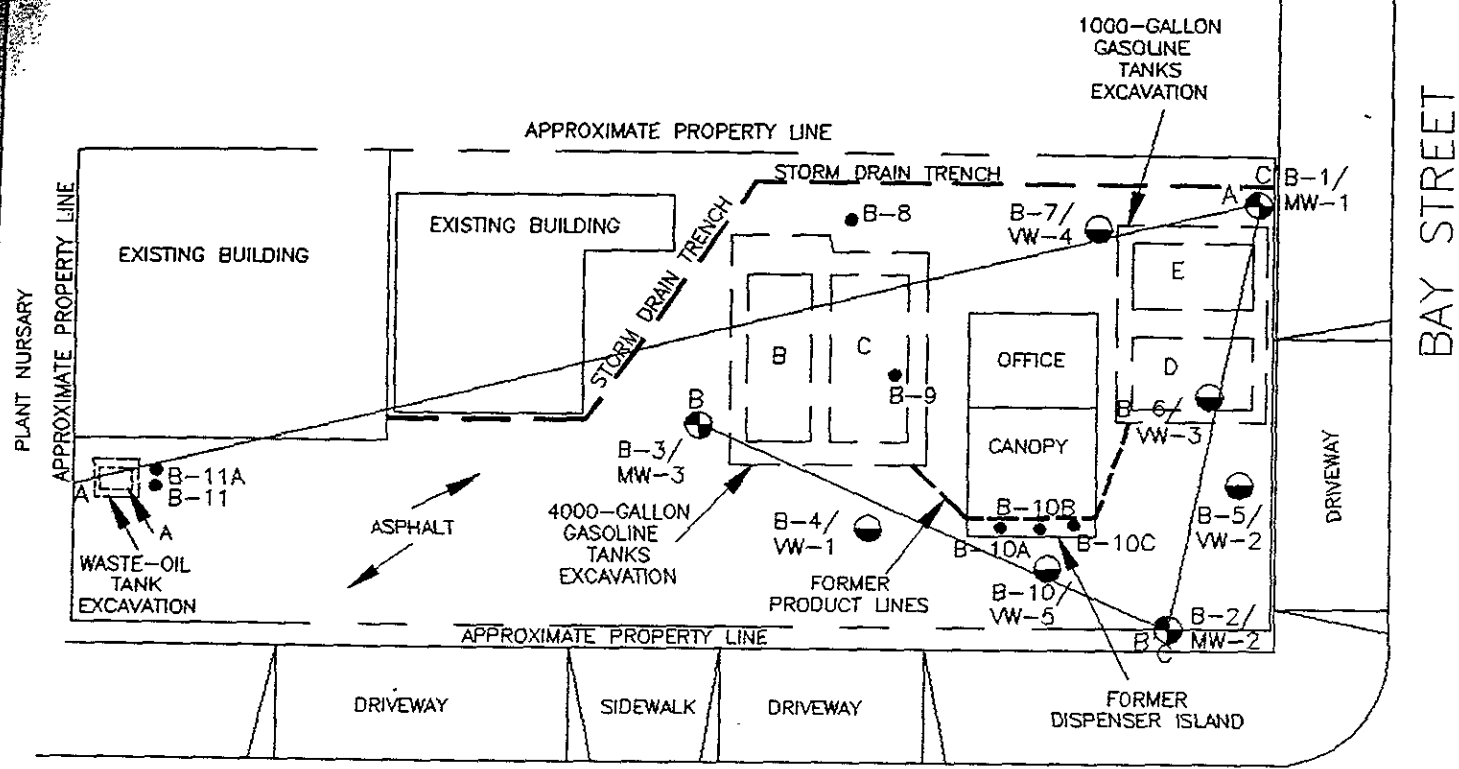 1000-GALLON
GASOLINE
TANKS
EXCAVATION
APPROXIMATE PROPERTY LINE
STORM DRAIN TRENCH
C
B-1/
A
MW-1
B-8
B-7/
VW-4
EXISTING BUILDING
EXISTING BUILDING
STORM DRAIN TRENCH
E
BAY STREET
PLANT NURSARY
APPROXIMATE PROPERTY LINE
B
C
OFFICE
D
B-9
B
B-6/
VW-3
B-3/
MW-3
CANOPY
A
B-11A
B-11
A
WASTE-OIL
TANK
EXCAVATION
ASPHALT
4000-GALLON
GASOLINE
TANKS
EXCAVATION
B-4/
VW-1
B-10B
B-10A
B-10C
B-5/
VW-2
DRIVEWAY
FORMER
PRODUCT LINES
B-10/
VW-5
B-2/
MW-2
B
C
APPROXIMATE PROPERTY LINE
DRIVEWAY
SIDEWALK
DRIVEWAY
FORMER
DISPENSER ISLAND